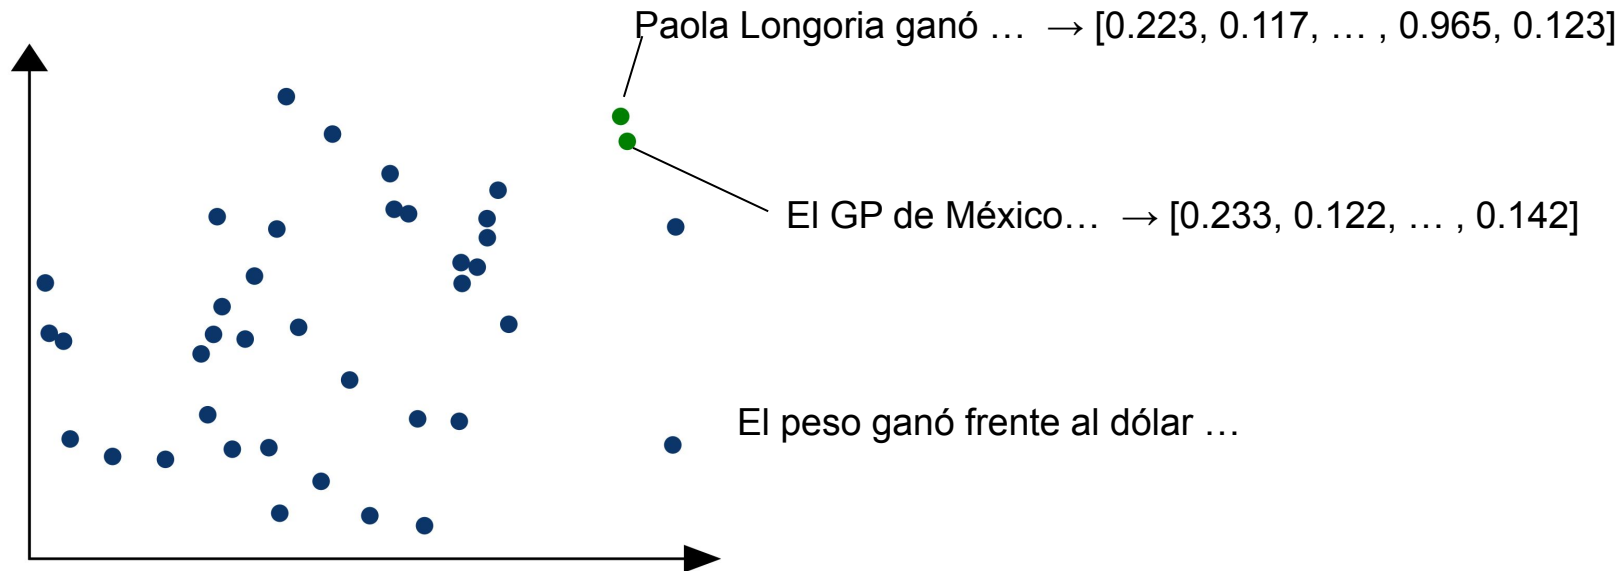 Paola Longoria ganó … → [0.223, 0.117, … , 0.965, 0.123]
El GP de México… → [0.233, 0.122, … , 0.142]
El peso ganó frente al dólar …